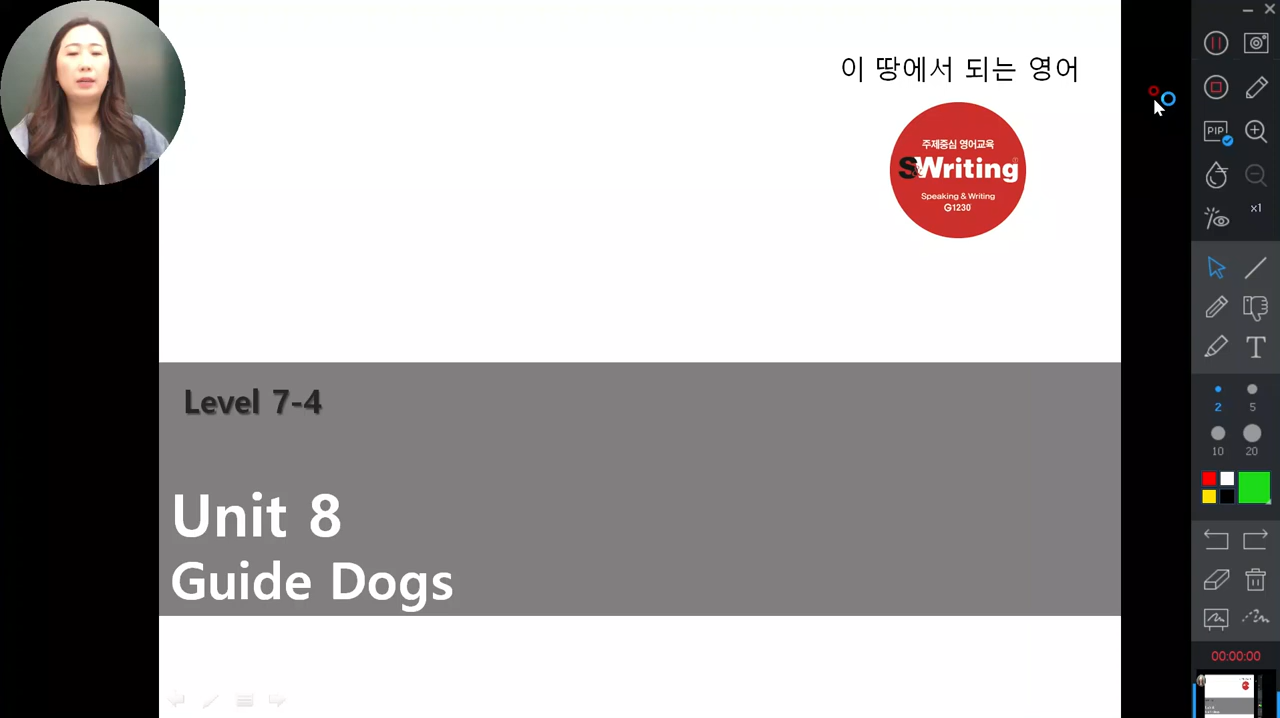 이 땅에서 되는 영어
주제중심 영어교육
SWriting
Speaking & Writing
G1230
Level 7-4
Unit 8
Guide Dogs
PIP
x1
T
2
5
10
20
00:00:00